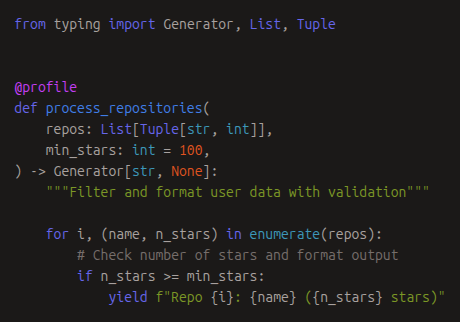 from typing import Generator, List, Tuple
@profile
def process_repositories(
    repos: List[Tuple[str, int]],
    min_stars: int = 100,
) -> Generator[str, None]:
    """Filter and format user data with validation"""
    for i, (name, n_stars) in enumerate(repos):
        # Check number of stars and format output
        if n_stars >= min_stars:
            yield f"Repo {i}: {name} ({n_stars} stars)"